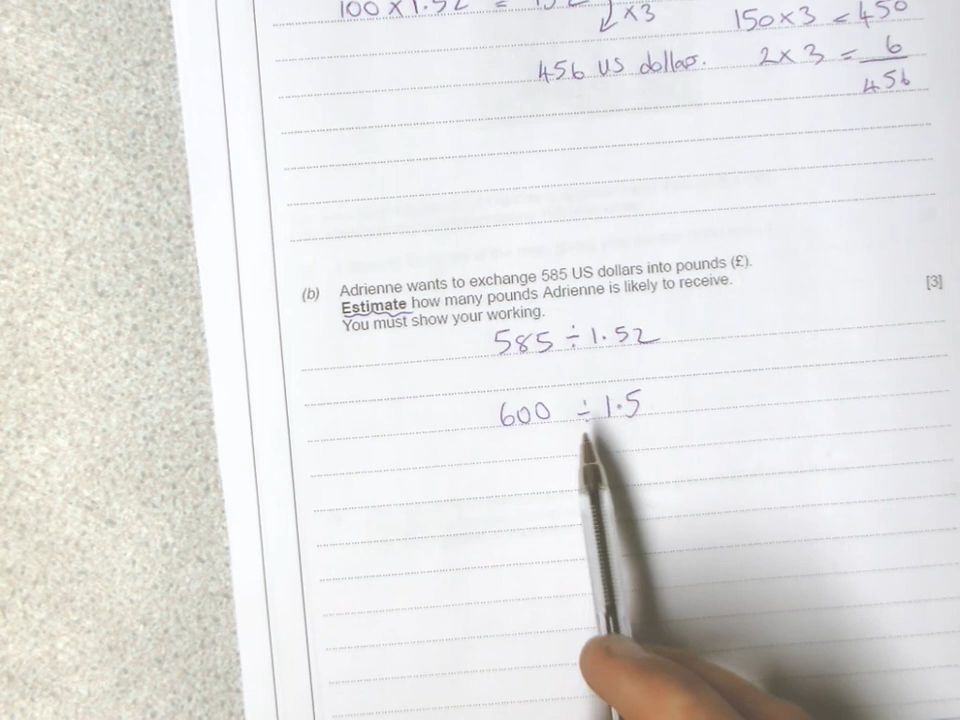 100 x 1.52 =
x3
150 x 3 = 450
456 US dollars. 2 x 3 = 6
456
(b) Adrienne wants to exchange 585 US dollars into pounds (£).
Estimate how many pounds Adrienne is likely to receive. [3]
You must show your working.
585 ÷ 1.52
600 ÷ 1.5